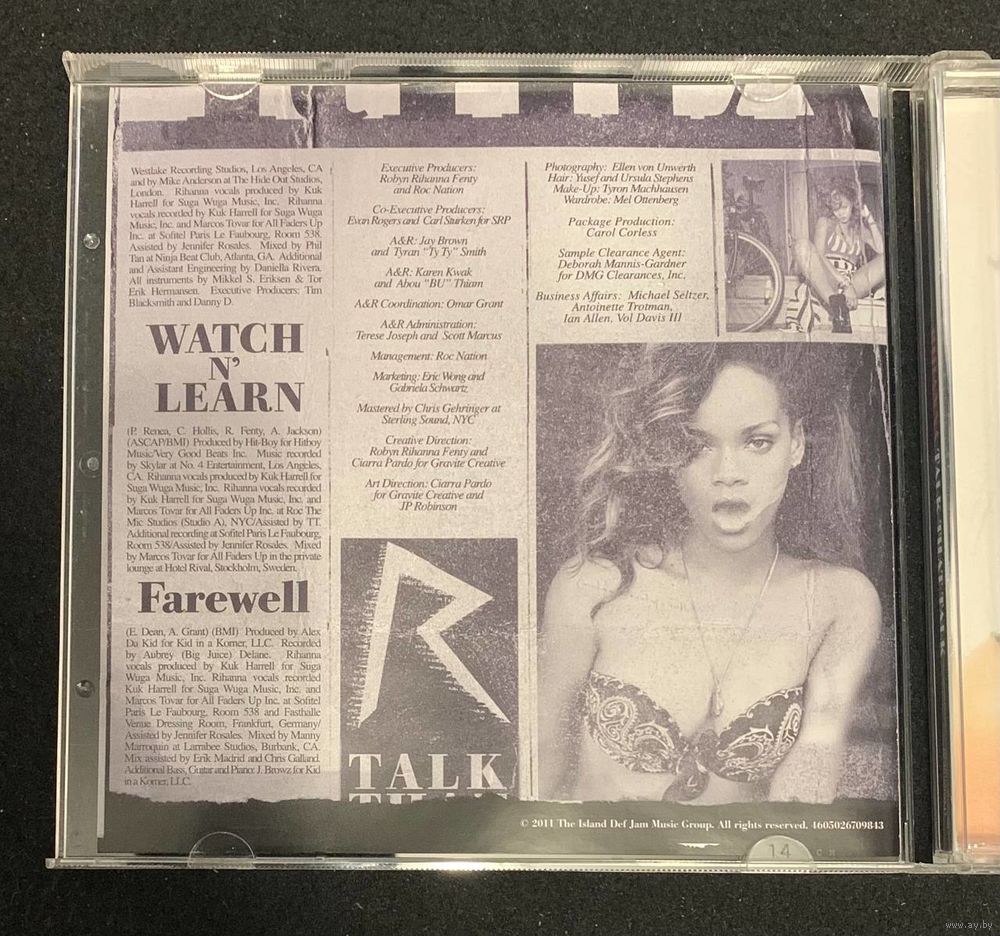 Westlake Recording Studios, Los Angeles, CA
and by Mike Anderson at The Hide Out Studios,
London. Rihanna vocals produced by Kuk
Harrell for Suga Wuga Music, Inc. Rihanna
vocals recorded by Kuk Harrell for Suga Wuga
Music, Inc. and Marcos Tovar for All Faders Up
Inc. at Sofitel Paris Le Faubourg, Room 538.
Assisted by Jennifer Rosales. Mixed by Phil
Tan at Ninja Beat Club, Atlanta, GA. Additional
and Assistant Engineering by Daniella Rivera.
All instruments by Mikkel S. Eriksen & Tor
Erik Hermansen. Executive Producers: Tim
Blacksmith and Danny D.
WATCH
N'
LEARN
(P. Renea, C. Hollis, R. Fenty, A. Jackson)
(ASCAP/BMI) Produced by Hit-Boy for Hitboy
Music/Very Good Beats Inc. Music recorded
by Skylar at No. 4 Entertainment, Los Angeles,
CA. Rihanna vocals produced by Kuk Harrell for
Suga Wuga Music, Inc. Rihanna vocals recorded
by Kuk Harrell for Suga Wuga Music, Inc. and
Marcos Tovar for All Faders Up Inc. at Roc The
Mic Studios (Studio A), NYC/Assisted by TT.
Additional recording at Sofitel Paris Le Faubourg,
Room 538/Assisted by Jennifer Rosales. Mixed
by Marcos Tovar for All Faders Up in the private
lounge at Hotel Rival, Stockholm, Sweden.
Farewell
(E. Dean, A. Grant) (BMI) Produced by Alex
Da Kid for Kid in a Korner, LLC. Recorded
by Aubrey (Big Juice) Delane. Rihanna
vocals produced by Kuk Harrell for Suga
Wuga Music, Inc. Rihanna vocals recorded
Kuk Harrell for Suga Wuga Music, Inc. and
Marcos Tovar for All Faders Up Inc. at Sofitel
Paris Le Faubourg, Room 538 and Fasthalle
Venue Dressing Room, Frankfurt, Germany/
Assisted by Jennifer Rosales. Mixed by Manny
Marroquin at Larrabee Studios, Burbank, CA.
Mix assisted by Erik Madrid and Chris Galland.
Additional Bass, Guitar and Piano: J. Browz for Kid
in a Korner, LLC.
Executive Producers:
Robyn Rihanna Fenty
and Roc Nation
Co-Executive Producers:
Evan Rogers and Carl Sturken for SRP
A&R: Jay Brown
and Tyran "Ty Ty" Smith
A&R: Karen Kwak
and Abou "BU" Thiam
A&R Coordination: Omar Grant
A&R Administration:
Terese Joseph and Scott Marcus
Management: Roc Nation
Marketing: Eric Wong and
Gabriela Schwartz
Mastered by Chris Gehringer at
Sterling Sound, NYC
Creative Direction:
Robyn Rihanna Fenty and
Ciarra Pardo for Gravite Creative
Art Direction: Ciarra Pardo
for Gravite Creative and
JP Robinson
R
TALK
THAT
Photography: Ellen von Unwerth
Hair: Yusef and Ursula Stephens
Make-Up: Tyron Machhausen
Wardrobe: Mel Ottenberg
Package Production:
Carol Corless
Sample Clearance Agent:
Deborah Mannis-Gardner
for DMG Clearances, Inc.
Business Affairs: Michael Seltzer,
Antoinette Trotman,
Ian Allen, Vol Davis III
© 2011 The Island Def Jam Music Group. All rights reserved. 4605026709843
14
www.ay.by